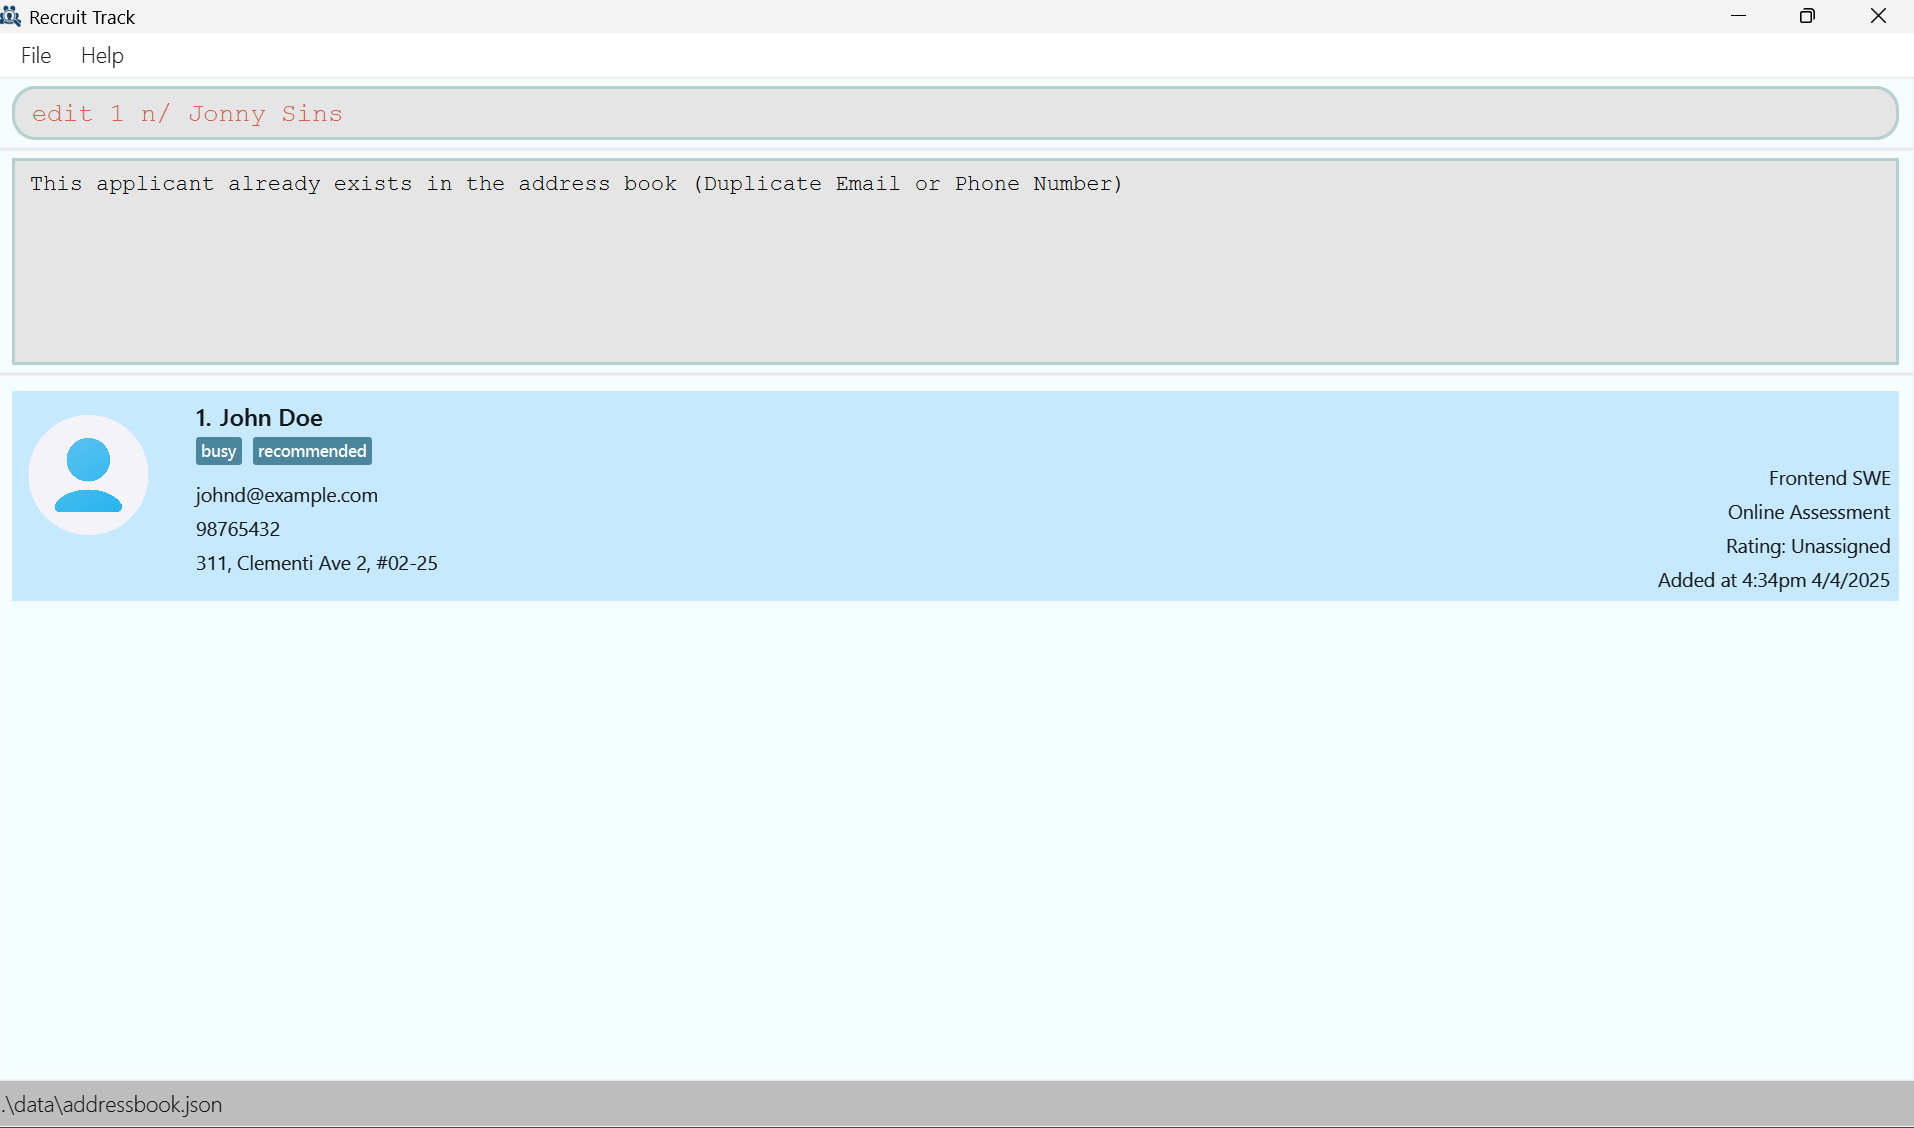 Recruit Track
File Help
edit 1 n/ Jonny Sins
This applicant already exists in the address book (Duplicate Email or Phone Number)
1. John Doe
busy recommended
johnd@example.com
98765432
311, Clementi Ave 2, #02-25
Frontend SWE
Online Assessment
Rating: Unassigned
Added at 4:34pm 4/4/2025
.\data\addressbook.json